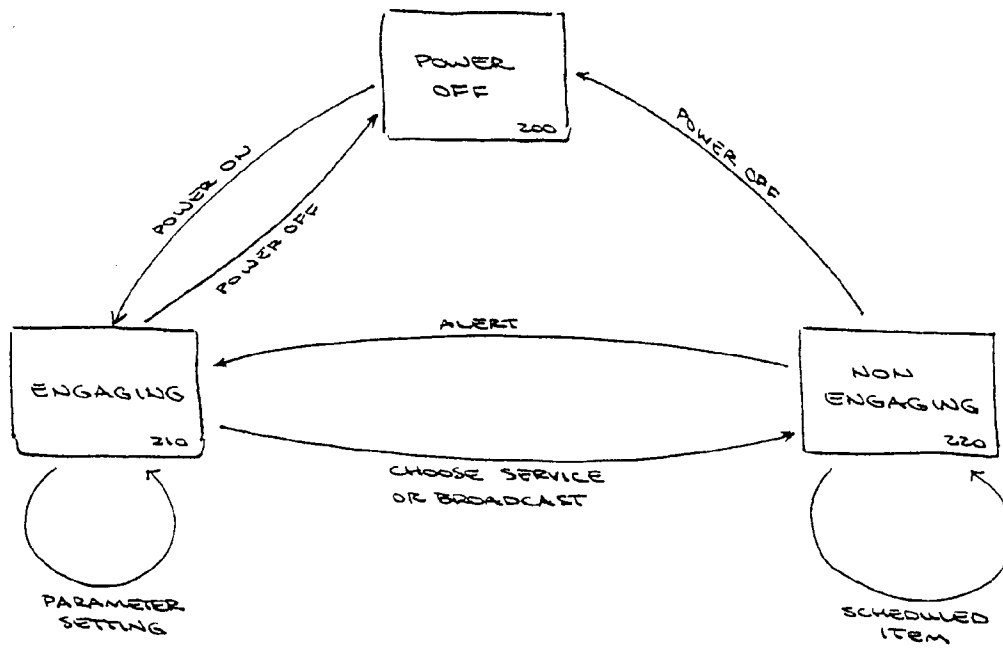 POWER
OFF
200
POWER ON
POWER OFF
POWER OFF
ALERT
ENGAGING
210
NON
ENGAGING
220
CHOOSE SERVICE
OR BROADCAST
PARAMETER
SETTING
SCHEDULED
ITEM